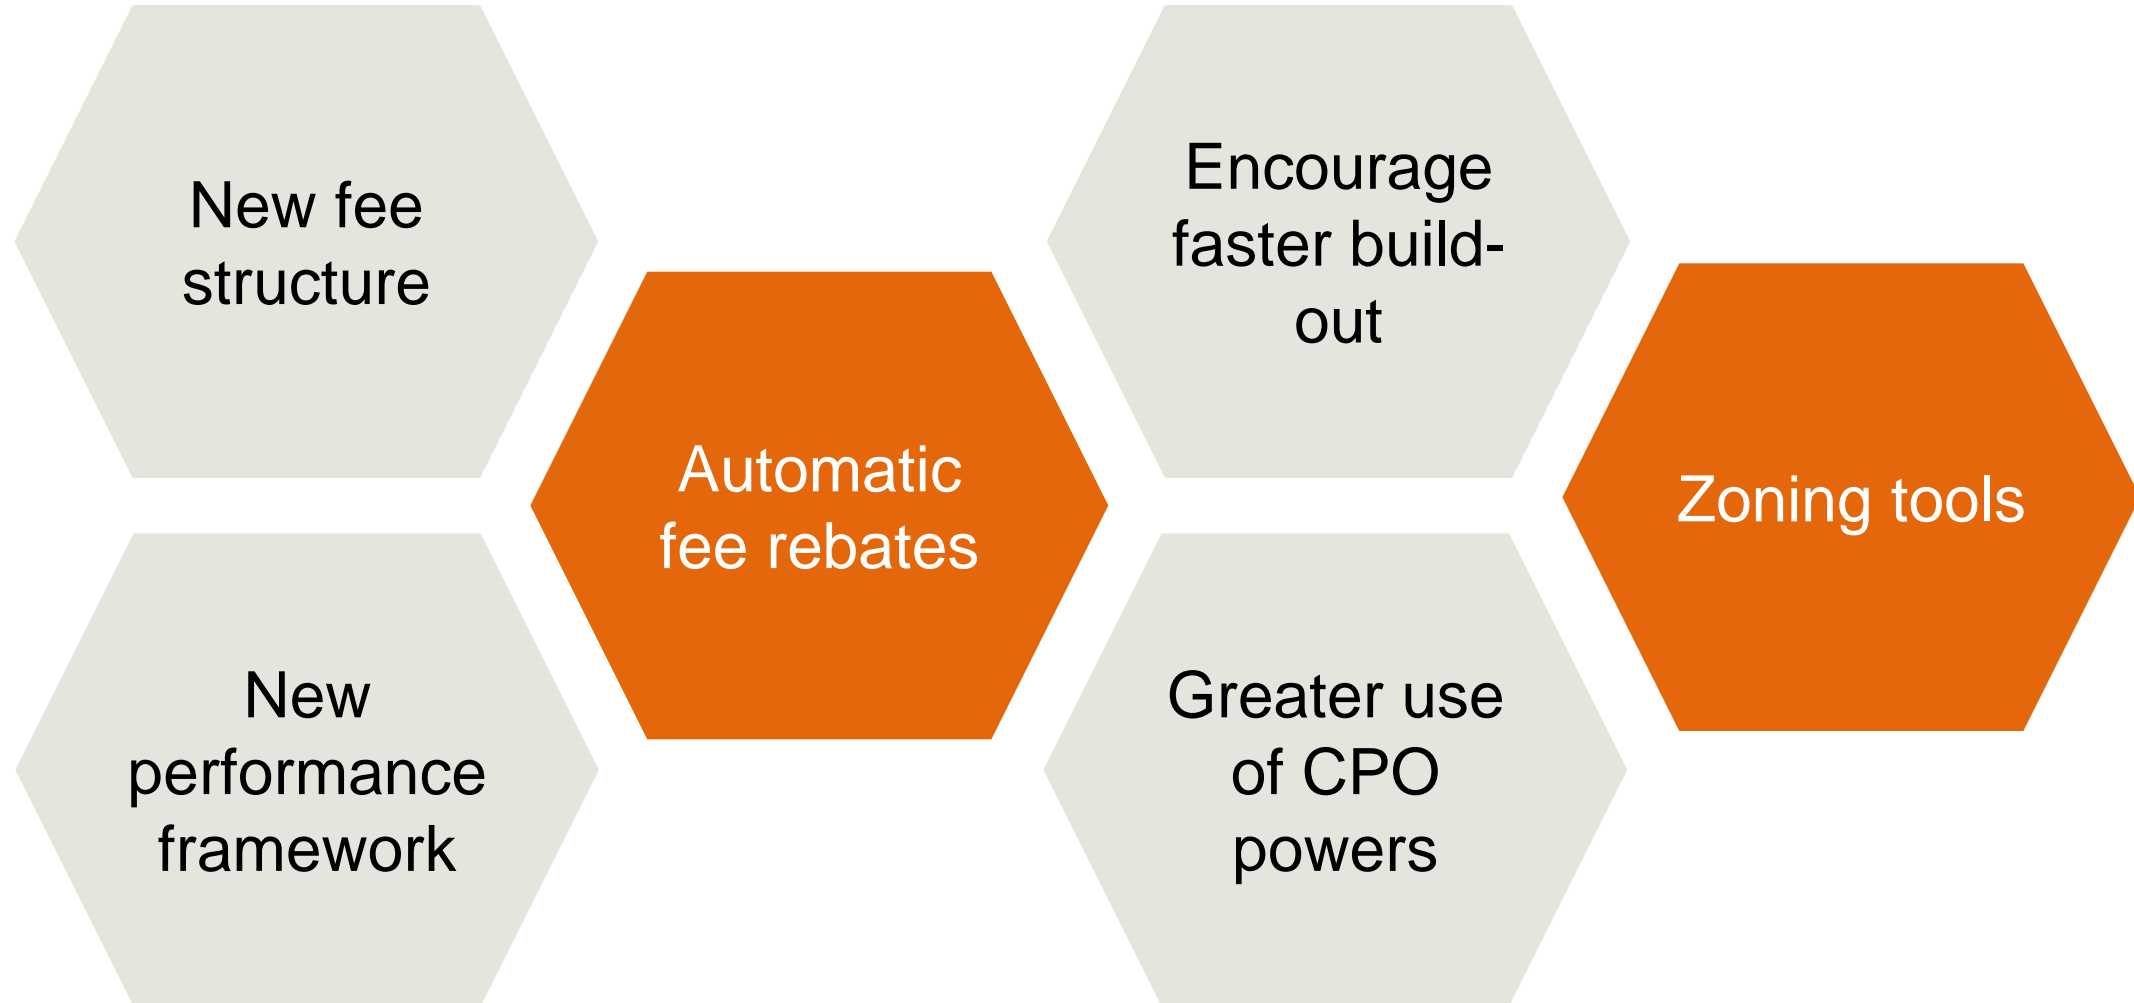 New fee
structure
New
performance
framework
Automatic
fee rebates
Encourage
faster build-
out
Greater use
of CPO
powers
Zoning tools